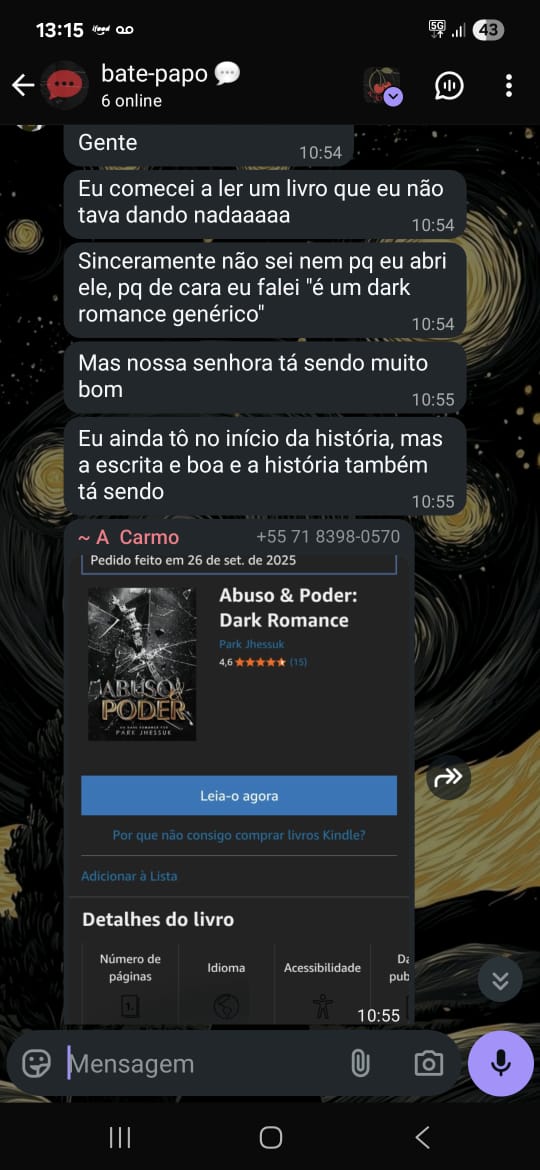 13:15
ifood
5G
43
bate-papo 💬
6 online
Gente
10:54
Eu comecei a ler um livro que eu não
tava dando nadaaaaa
10:54
Sinceramente não sei nem pq eu abri
ele, pq de cara eu falei "é um dark
romance genérico"
10:54
Mas nossa senhora tá sendo muito
bom
10:55
Eu ainda tô no início da história, mas
a escrita e boa e a história também
tá sendo
10:55
~ A Carmo
+55 71 8398-0570
Pedido feito em 26 de set. de 2025
ABUSO &
PODER
UM DARK ROMANCE POR
PARK JHESSUK
Abuso & Poder:
Dark Romance
Park Jhessuk
4,6 ★★★★★ (15)
Leia-o agora
Por que não consigo comprar livros Kindle?
Adicionar à Lista
Detalhes do livro
Número de
páginas
1.
Idioma
Acessibilidade
Da
pub
10:55
Mensagem